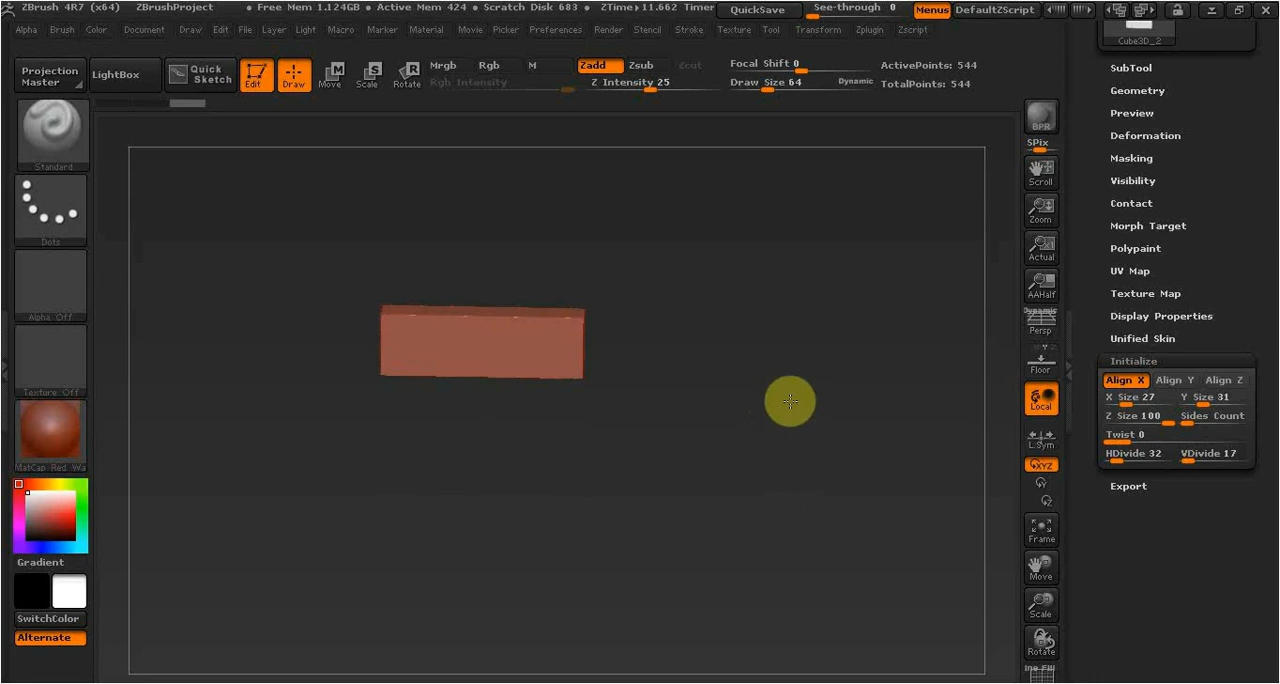 ZBrush 4R7 (x64) ZBrushProject • Free Mem 1.124GB • Active Mem 424 • Scratch Disk 683 • ZTime▸11.662 Timer QuickSave See-through 0 Menus DefaultZScript
Alpha Brush Color Document Draw Edit File Layer Light Macro Marker Material Movie Picker Preferences Render Stencil Stroke Texture Tool Transform Zplugin Zscript
Projection Master
LightBox
Quick Sketch
Edit
Draw
Move
Scale
Rotate
Mrgb Rgb M
Rgb Intensity
Zadd Zsub Zcut
Z Intensity 25
Focal Shift 0
Draw Size 64 Dynamic
ActivePoints: 544
TotalPoints: 544
Standard
Dots
Alpha Off
Texture Off
MatCap Red Wa
Gradient
SwitchColor
Alternate
BPR
SPix
Scroll
Zoom
Actual
AAHalf
Dynamic
Persp
Floor
Local
L.Sym
XYZ
Y
Z
Frame
Move
Scale
Rotate
Line Fill
Cube3D_2
SubTool
Geometry
Preview
Deformation
Masking
Visibility
Contact
Morph Target
Polypaint
UV Map
Texture Map
Display Properties
Unified Skin
Initialize
Align X Align Y Align Z
X Size 27 Y Size 31
Z Size 100 Sides Count
Twist 0
HDivide 32 VDivide 17
Export